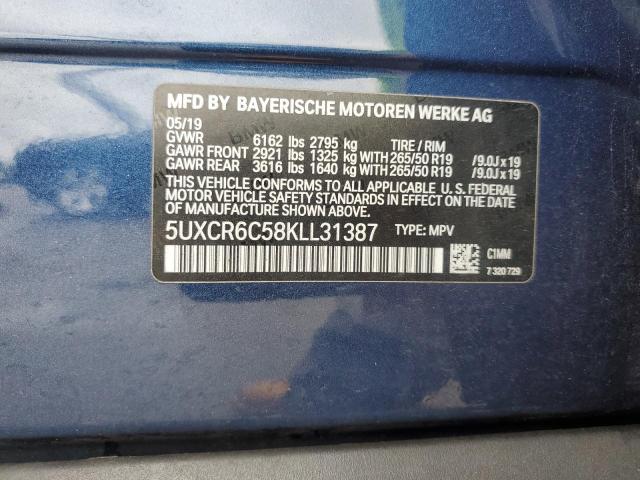 MFD BY BAYERISCHE MOTOREN WERKE AG
05/19
GVWR 6162 lbs 2795 kg TIRE / RIM
GAWR FRONT 2921 lbs 1325 kg WITH 265/50 R19 /9.0J x 19
GAWR REAR 3616 lbs 1640 kg WITH 265/50 R19 /9.0J x 19
THIS VEHICLE CONFORMS TO ALL APPLICABLE U. S. FEDERAL
MOTOR VEHICLE SAFETY STANDARDS IN EFFECT ON THE DATE
OF MANUFACTURE SHOWN ABOVE.
5UXCR6C58KLL31387 TYPE: MPV
C1MM
7 320 729